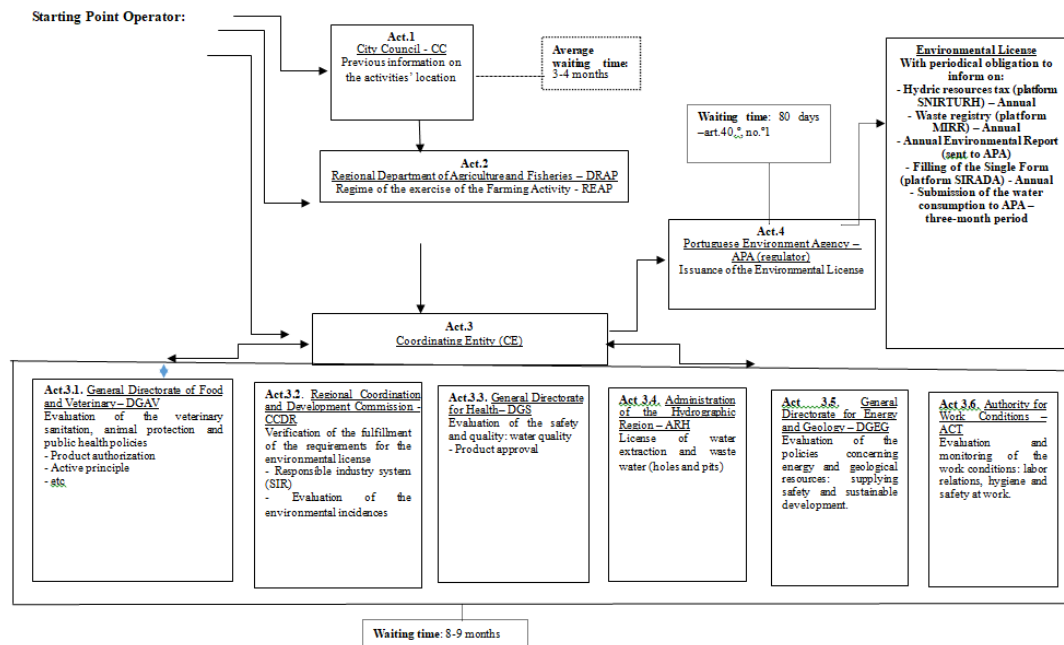 Starting Point Operator:
Act.1
City Council - CC
Previous information on
the activities' location
Average
waiting time:
3-4 months
Waiting time: 80 days
–art.40,º, no.º1
Environmental License
With periodical obligation to
inform on:
- Hydric resources tax (platform
SNIRTURH) – Annual
- Waste registry (platform
MIRR) – Annual
- Annual Environmental Report
(sent to APA)
- Filling of the Single Form
(platform SIRADA) - Annual
- Submission of the water
consumption to APA –
three-month period
Act.2
Regional Department of Agriculture and Fisheries – DRAP
Regime of the exercise of the Farming Activity - REAP
Act.4
Portuguese Environment Agency –
APA (regulator)
Issuance of the Environmental License
Act.3
Coordinating Entity (CE)
Act.3.1. General Directorate of Food
and Veterinary – DGAV
Evaluation of the veterinary
sanitation, animal protection and
public health policies
- Product authorization
- Active principle
- etc
Act.3.2. Regional Coordination
and Development Commission -
CCDR
Verification of the fulfillment
of the requirements for the
environmental license
- Responsible industry system
(SIR)
- Evaluation of the
environmental incidences
Act.3.3. General Directorate
for Health– DGS
Evaluation of the safety
and quality: water quality
- Product approval
Act.3.4. Administration
of the Hydrographic
Region – ARH
License of water
extraction and waste
water (holes and pits)
Act 3.5. General
Directorate for Energy
and Geology – DGEG
Evaluation of the
policies concerning
energy and geological
resources: supplying
safety and sustainable
development.
Act 3.6. Authority for
Work Conditions –
ACT
Evaluation and
monitoring of the
work conditions: labor
relations, hygiene and
safety at work.
Waiting time: 8-9 months